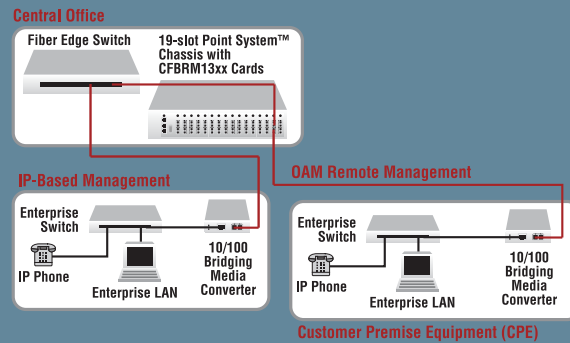 Central Office
Fiber Edge Switch
19-slot Point System™
Chassis with
CFBRM13xx Cards
IP-Based Management
Enterprise
Switch
IP Phone
Enterprise LAN
10/100
Bridging
Media
Converter
OAM Remote Management
Enterprise
Switch
IP Phone
Enterprise LAN
10/100
Bridging
Media
Converter
Customer Premise Equipment (CPE)